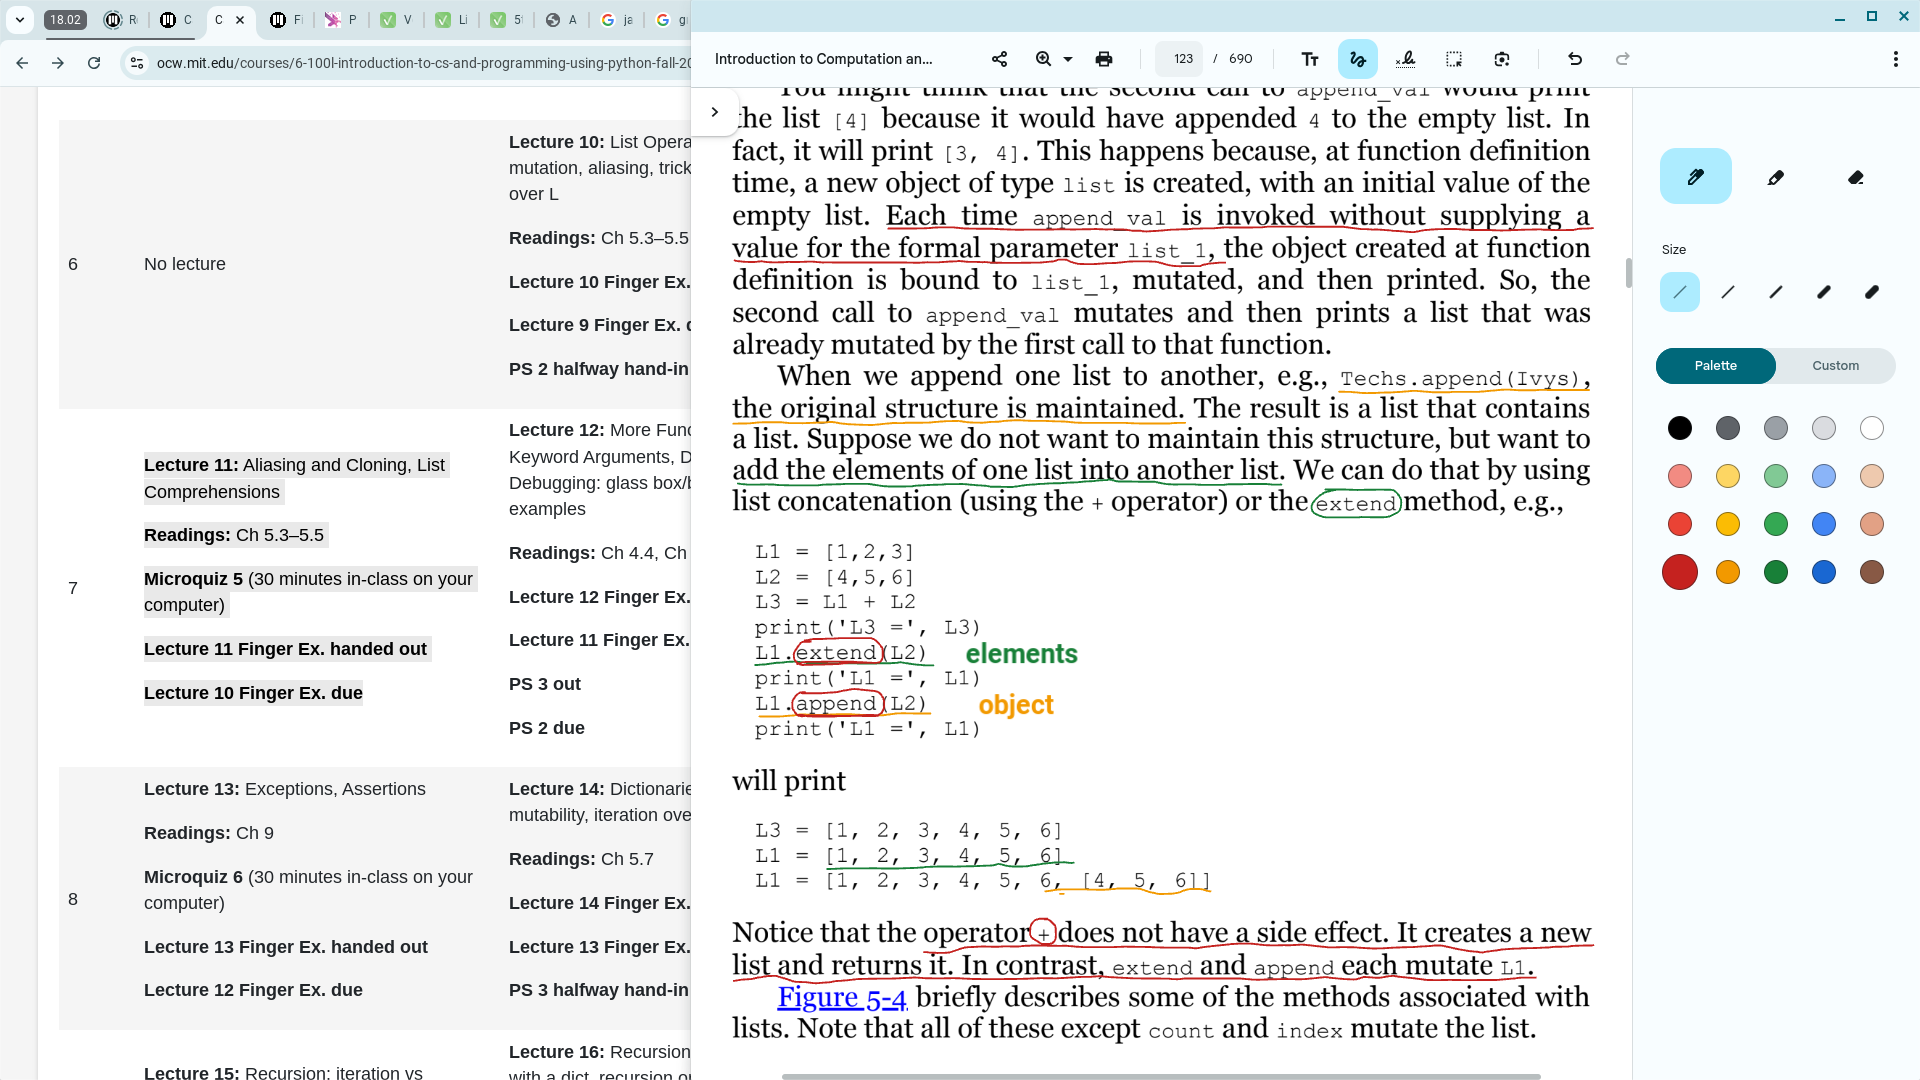 18.02
R
C
C
Fi
P
V
Li
5
A
ja
g
ocw.mit.edu/courses/6-100l-introduction-to-cs-and-programming-using-python-fall-20
6
No lecture
Lecture 10: List Opera
mutation, aliasing, trick
over L
Readings: Ch 5.3–5.5
Lecture 10 Finger Ex.
Lecture 9 Finger Ex. d
PS 2 halfway hand-in
7
Lecture 11: Aliasing and Cloning, List
Comprehensions
Readings: Ch 5.3–5.5
Microquiz 5 (30 minutes in-class on your
computer)
Lecture 11 Finger Ex. handed out
Lecture 10 Finger Ex. due
Lecture 12: More Func
Keyword Arguments, D
Debugging: glass box/b
examples
Readings: Ch 4.4, Ch
Lecture 12 Finger Ex.
Lecture 11 Finger Ex.
PS 3 out
PS 2 due
8
Lecture 13: Exceptions, Assertions
Readings: Ch 9
Microquiz 6 (30 minutes in-class on your
computer)
Lecture 13 Finger Ex. handed out
Lecture 12 Finger Ex. due
Lecture 14: Dictionarie
mutability, iteration ove
Readings: Ch 5.7
Lecture 14 Finger Ex.
Lecture 13 Finger Ex.
PS 3 halfway hand-in
Lecture 15: Recursion: iteration vs
Lecture 16: Recursion
with a dict, recursion o
Introduction to Computation an...
123 / 690
You might think that the second call to append_val would print
the list [4] because it would have appended 4 to the empty list. In
fact, it will print [3, 4]. This happens because, at function definition
time, a new object of type list is created, with an initial value of the
empty list. Each time append_val is invoked without supplying a
value for the formal parameter list_1, the object created at function
definition is bound to list_1, mutated, and then printed. So, the
second call to append_val mutates and then prints a list that was
already mutated by the first call to that function.
When we append one list to another, e.g., Techs.append(Ivys),
the original structure is maintained. The result is a list that contains
a list. Suppose we do not want to maintain this structure, but want to
add the elements of one list into another list. We can do that by using
list concatenation (using the + operator) or the extend method, e.g.,
L1 = [1,2,3]
L2 = [4,5,6]
L3 = L1 + L2
print('L3 =', L3)
L1.extend(L2) elements
print('L1 =', L1)
L1.append(L2) object
print('L1 =', L1)
will print
L3 = [1, 2, 3, 4, 5, 6]
L1 = [1, 2, 3, 4, 5, 6]
L1 = [1, 2, 3, 4, 5, 6, [4, 5, 6]]
Notice that the operator + does not have a side effect. It creates a new
list and returns it. In contrast, extend and append each mutate L1.
Figure 5-4 briefly describes some of the methods associated with
lists. Note that all of these except count and index mutate the list.
Size
Palette
Custom